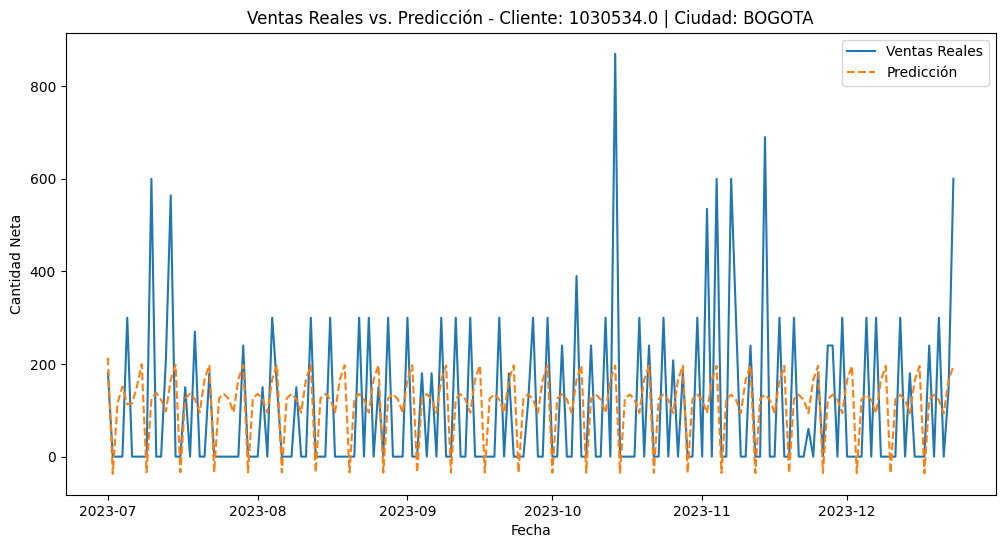 Ventas Reales vs. Predicción - Cliente: 1030534.0 | Ciudad: BOGOTA
Ventas Reales
Predicción
Cantidad Neta
800
600
400
200
0
2023-07
2023-08
2023-09
2023-10
2023-11
2023-12
Fecha